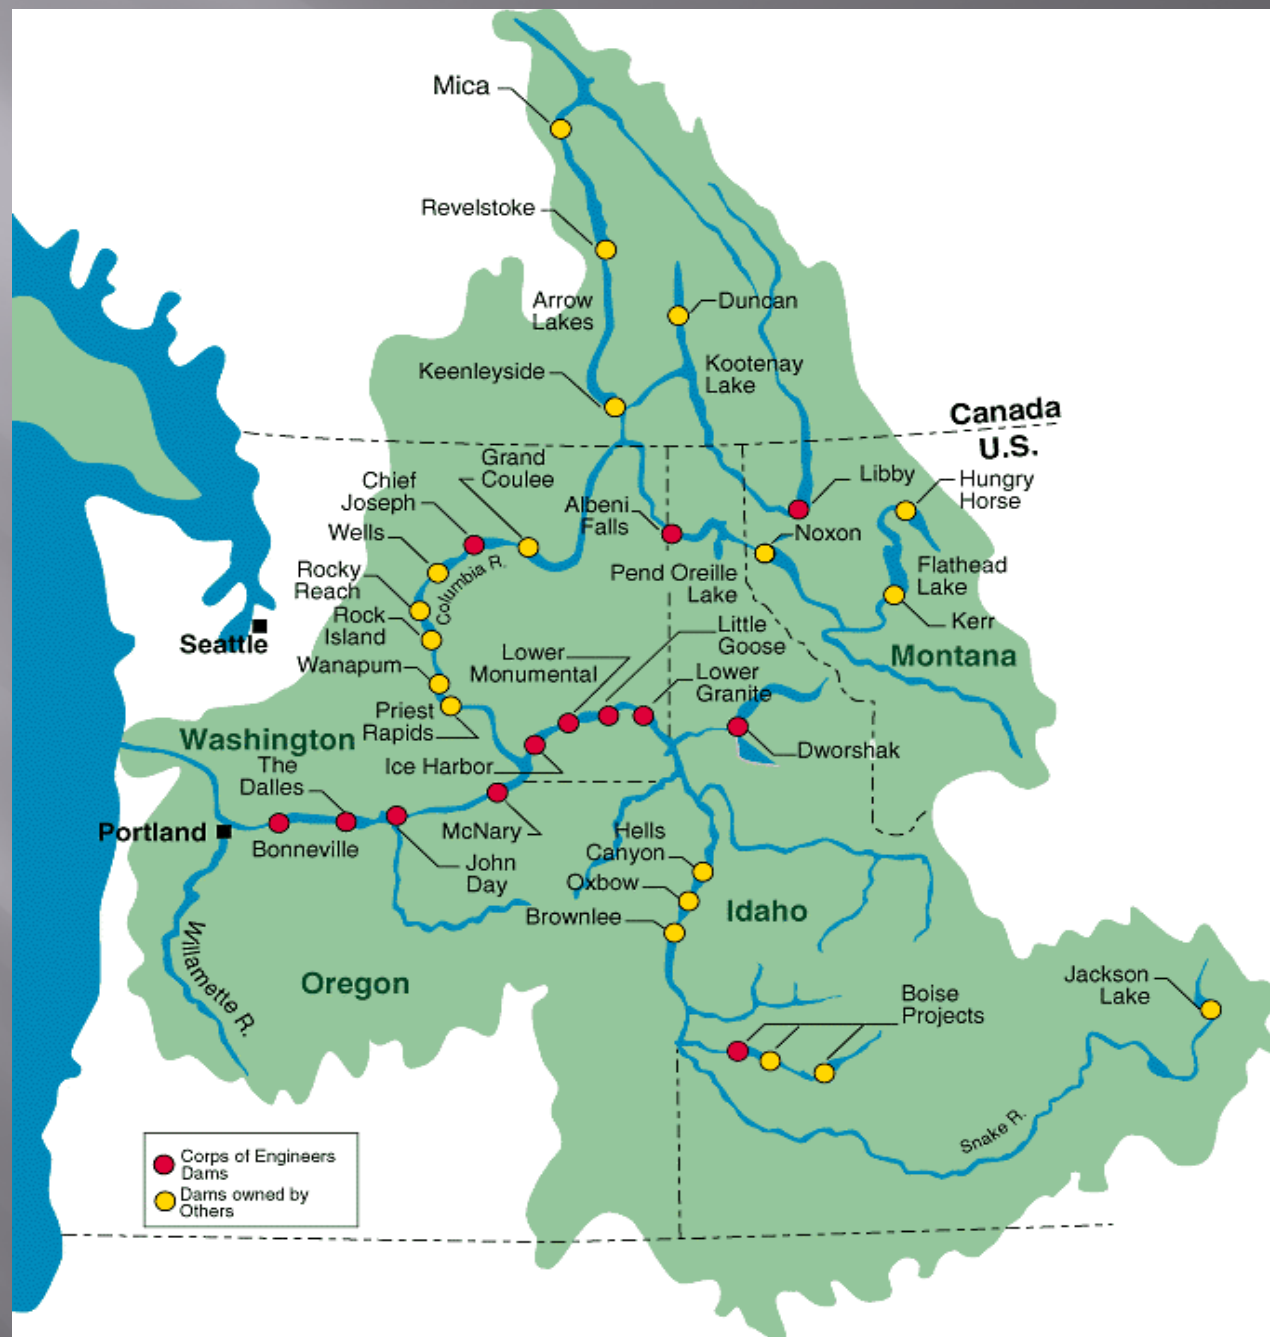 Mica
Revelstoke
Arrow
Lakes
Duncan
Keenleyside
Kootenay
Lake
Canada
U.S.
Grand
Coulee
Chief
Joseph
Libby
Hungry
Horse
Albeni
Falls
Wells
Noxon
Columbia R.
Rocky
Reach
Pend Oreille
Lake
Flathead
Lake
Rock
Island
Kerr
Seattle
Little
Goose
Lower
Monumental
Montana
Wanapum
Lower
Granite
Priest
Rapids
Washington
Dworshak
Ice Harbor
The
Dalles
Portland
McNary
Bonneville
John
Day
Hells
Canyon
Oxbow
Brownlee
Idaho
Willamette R.
Oregon
Jackson
Lake
Boise
Projects
Snake R.
Corps of Engineers
Dams
Dams owned by
Others